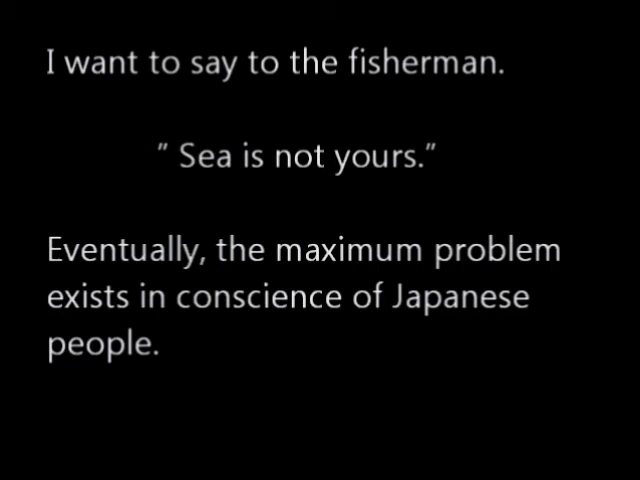 I want to say to the fisherman.
” Sea is not yours.”
Eventually, the maximum problem
exists in conscience of Japanese
people.